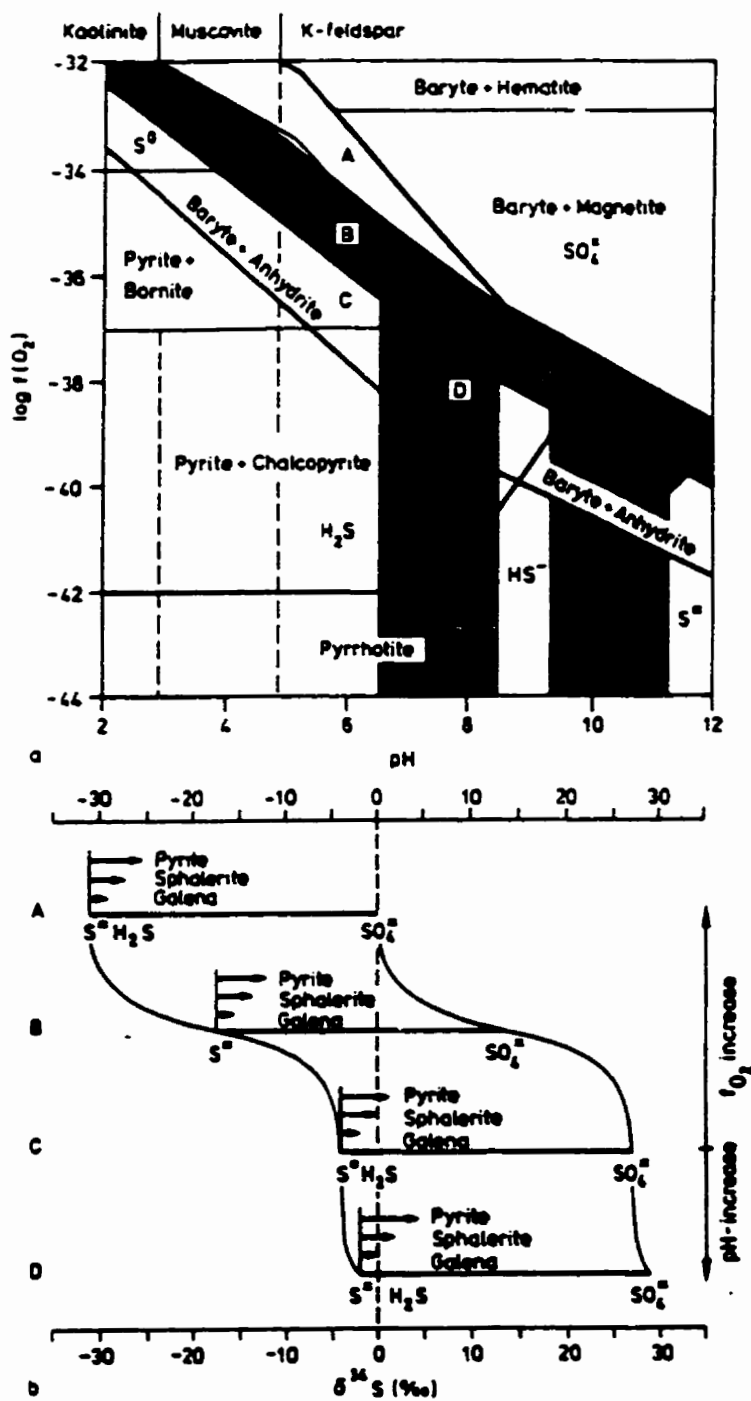 Kaolinite Muscovite K-feldspar
-32
Baryte + Hematite
S⁰
A
-34
Baryte + Magnetite
SO₄⁼
B
Baryte + Anhydrite
Pyrite +
Bornite
-36
C
log f(O₂)
-38
D
Pyrite + Chalcopyrite
-40
Baryte + Anhydrite
H₂S
HS⁻
-42
S⁼
Pyrrhotite
-44
2 4 6 8 10 12
a
pH
-30 -20 -10 0 10 20 30
Pyrite
Sphalerite
Galena
A
S⁼ H₂S SO₄⁼
Pyrite
Sphalerite
Galena
B
S⁼ SO₄⁼
fO₂ increase
Pyrite
Sphalerite
Galena
C
S⁼ H₂S SO₄⁼
pH-increase
Pyrite
Sphalerite
Galena
D
S⁼ H₂S SO₄⁼
-30 -20 -10 0 10 20 30
b
δ³⁴S (‰)